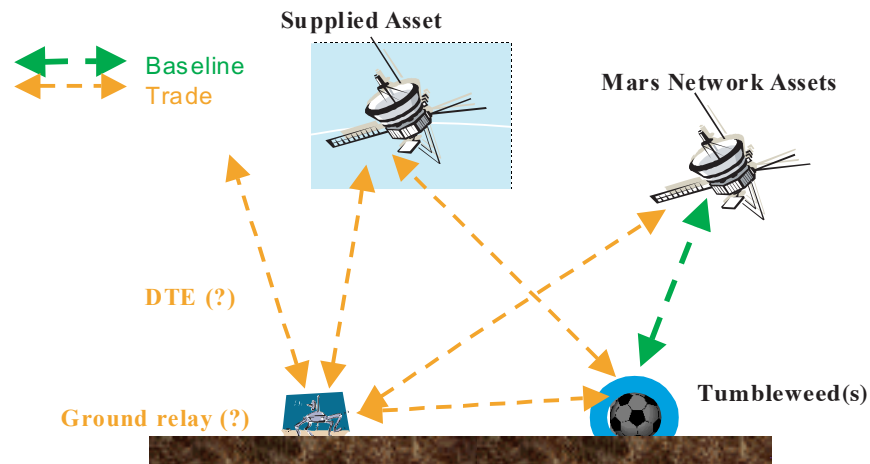 Supplied Asset
Baseline
Trade
Mars Network Assets
DTE (?)
Tumbleweed(s)
Ground relay (?)